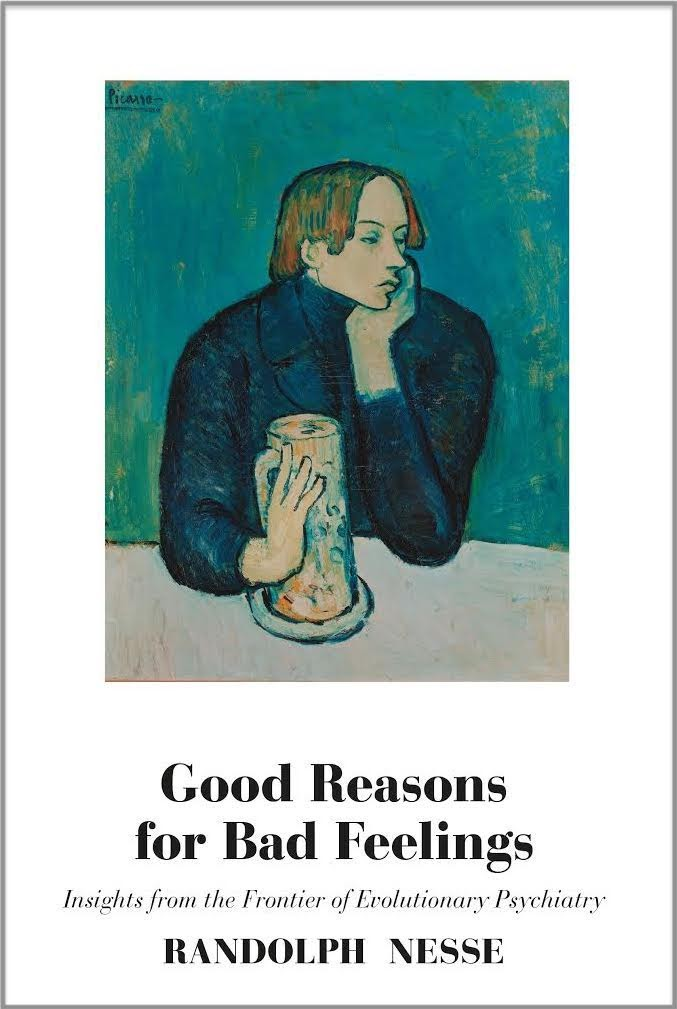 Picasso
Good Reasons
for Bad Feelings
Insights from the Frontier of Evolutionary Psychiatry
RANDOLPH NESSE